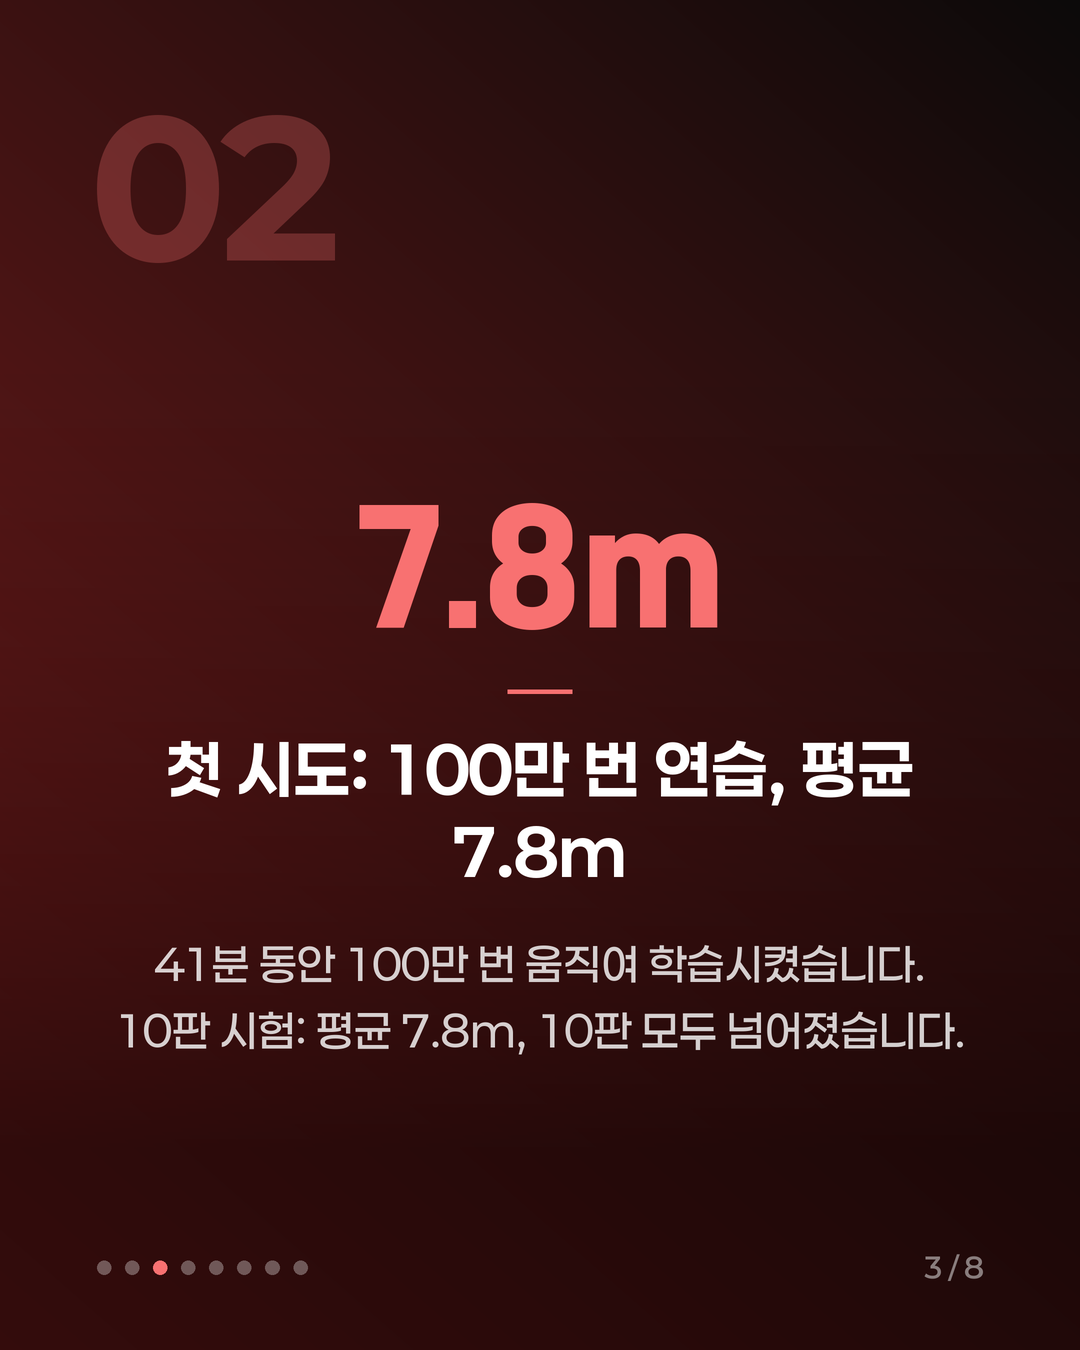 02
7.8m
첫 시도: 100만 번 연습, 평균
7.8m
41분 동안 100만 번 움직여 학습시켰습니다.
10판 시험: 평균 7.8m, 10판 모두 넘어졌습니다.
3/8